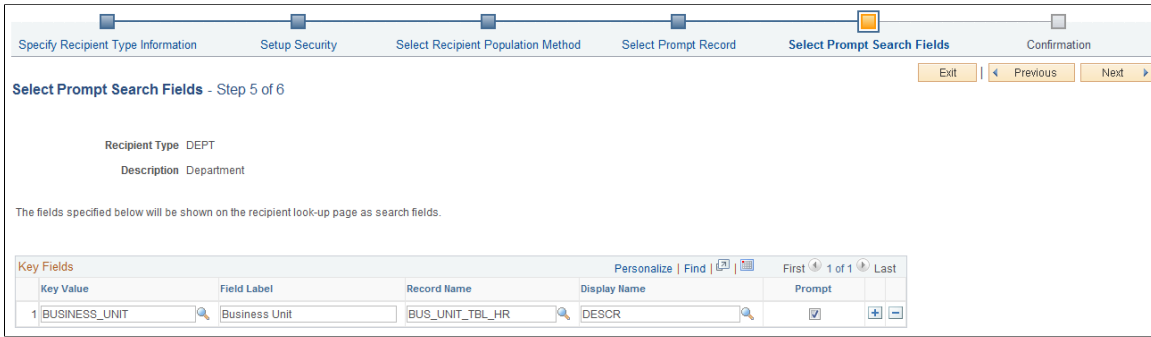 Specify Recipient Type Information Setup Security Select Recipient Population Method Select Prompt Record Select Prompt Search Fields Confirmation
Exit | Previous Next
Select Prompt Search Fields - Step 5 of 6
Recipient Type DEPT
Description Department
The fields specified below will be shown on the recipient look-up page as search fields.
Key Fields Personalize | Find | | First 1 of 1 Last
Key Value Field Label Record Name Display Name Prompt
1 BUSINESS_UNIT Business Unit BUS_UNIT_TBL_HR DESCR